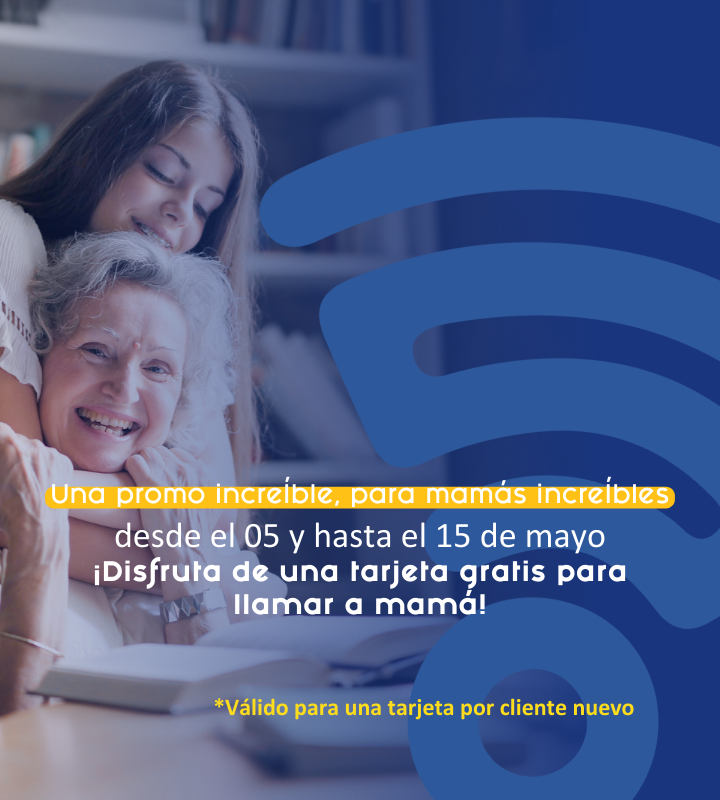 Una promo increíble, para mamás increíbles
desde el 05 y hasta el 15 de mayo
¡Disfruta de una tarjeta gratis para
llamar a mamá!
*Válido para una tarjeta por cliente nuevo